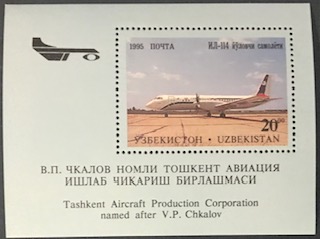 1995 ПОЧТА ИЛ-114 йўловчи самолёти
20⁰⁰
ЎЗБЕКИСТОН · UZBEKISTAN
В.П. ЧКАЛОВ НОМЛИ ТОШКЕНТ АВИАЦИЯ
ИШЛАБ ЧИҚАРИШ БИРЛАШМАСИ
Tashkent Aircraft Production Corporation
named after V.P. Chkalov